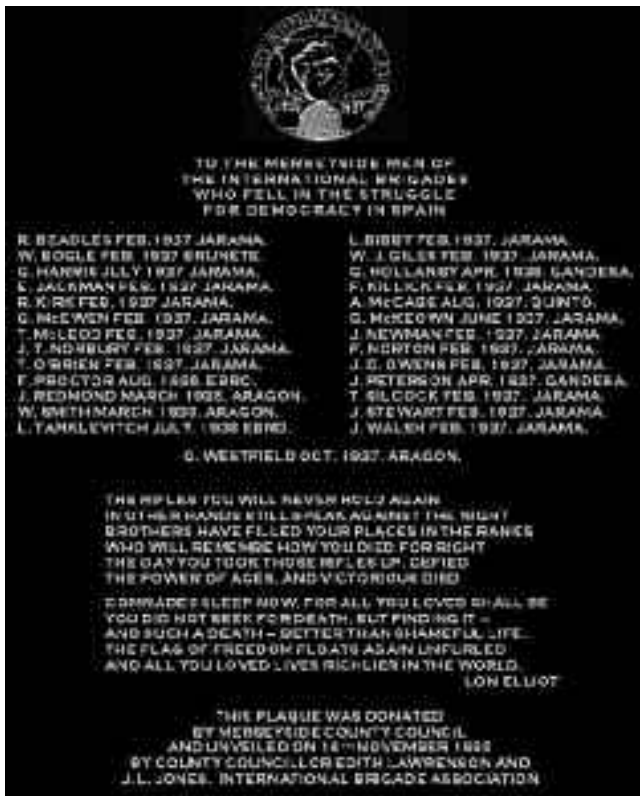 TO THE MERSEYSIDE MEN OF
THE INTERNATIONAL BRIGADES
WHO FELL IN THE STRUGGLE
FOR DEMOCRACY IN SPAIN
R. BEADLES FEB. 1937 JARAMA.
W. BOGLE FEB. 1937 BRUNETE.
G. HARVIS JULY 1937 JARAMA.
E. JACKMAN FEB. 1937 JARAMA.
R. KIRK FEB. 1937 JARAMA.
G. McEWEN FEB. 1937. JARAMA.
T. McLEOD FEB. 1937 JARAMA.
J. T. NORBURY FEB. 1937. JARAMA.
T. O'BRIEN FEB. 1937. JARAMA.
F. PROCTOR AUG. 1938. EBRO.
J. REDMOND MARCH 1938. ARAGON.
W. SMITH MARCH 1938. ARAGON.
L. JULY. 1938 EBRO.
L. BIBBY FEB. 1937. JARAMA.
W. J. GILES FEB. 1937. JARAMA.
G. APR. 1938. GANDESA.
F. KILLICK FEB. 1937. JARAMA.
A. McCABE AUG. 1937. QUINTO.
G. McKEOWN JUNE 1937. JARAMA.
J. NEWMAN FEB. 1937. JARAMA.
P. NORTON FEB. 1937. JARAMA.
J. G. OWENS FEB. 1937. JARAMA.
J. PETERSON APR. 1937. GANDESA.
T. SILCOCK FEB. 1937. JARAMA.
J. STEWART FEB. 1937. JARAMA.
J. WALSH FEB. 1937. JARAMA.
G. WESTFIELD OCT. 1937. ARAGON.
THE RIFLES YOU WILL NEVER HOLD AGAIN
IN OTHER HANDS STILL SPEAK AGAINST THE NIGHT
BROTHERS HAVE FILLED YOUR PLACES IN THE RANKS
WHO WILL REMEMBE HOW YOU DIED FOR RIGHT
THE DAY YOU TOOK THOSE RIFLES UP, DEFIED
THE POWER OF AGES, AND VICTORIOUS DIED
COMRADES SLEEP NOW, FOR ALL YOU LOVED SHALL BE
YOU DID NOT SEEK FOR DEATH, BUT FINDING IT –
AND SUCH A DEATH – BETTER THAN SHAMEFUL LIFE.
THE FLAG OF FREEDOM FLOATS AGAIN UNFURLED
AND ALL YOU LOVED LIVES RICHLIER IN THE WORLD.
LON ELLIOT
THIS PLAQUE WAS DONATED
BY MERSEYSIDE COUNTY COUNCIL
AND UNVEILED ON NOVEMBER
BY COUNTY COUNCILLOR EDITH LAWRENSON AND
J.L. JONES. INTERNATIONAL BRIGADE ASSOCIATION